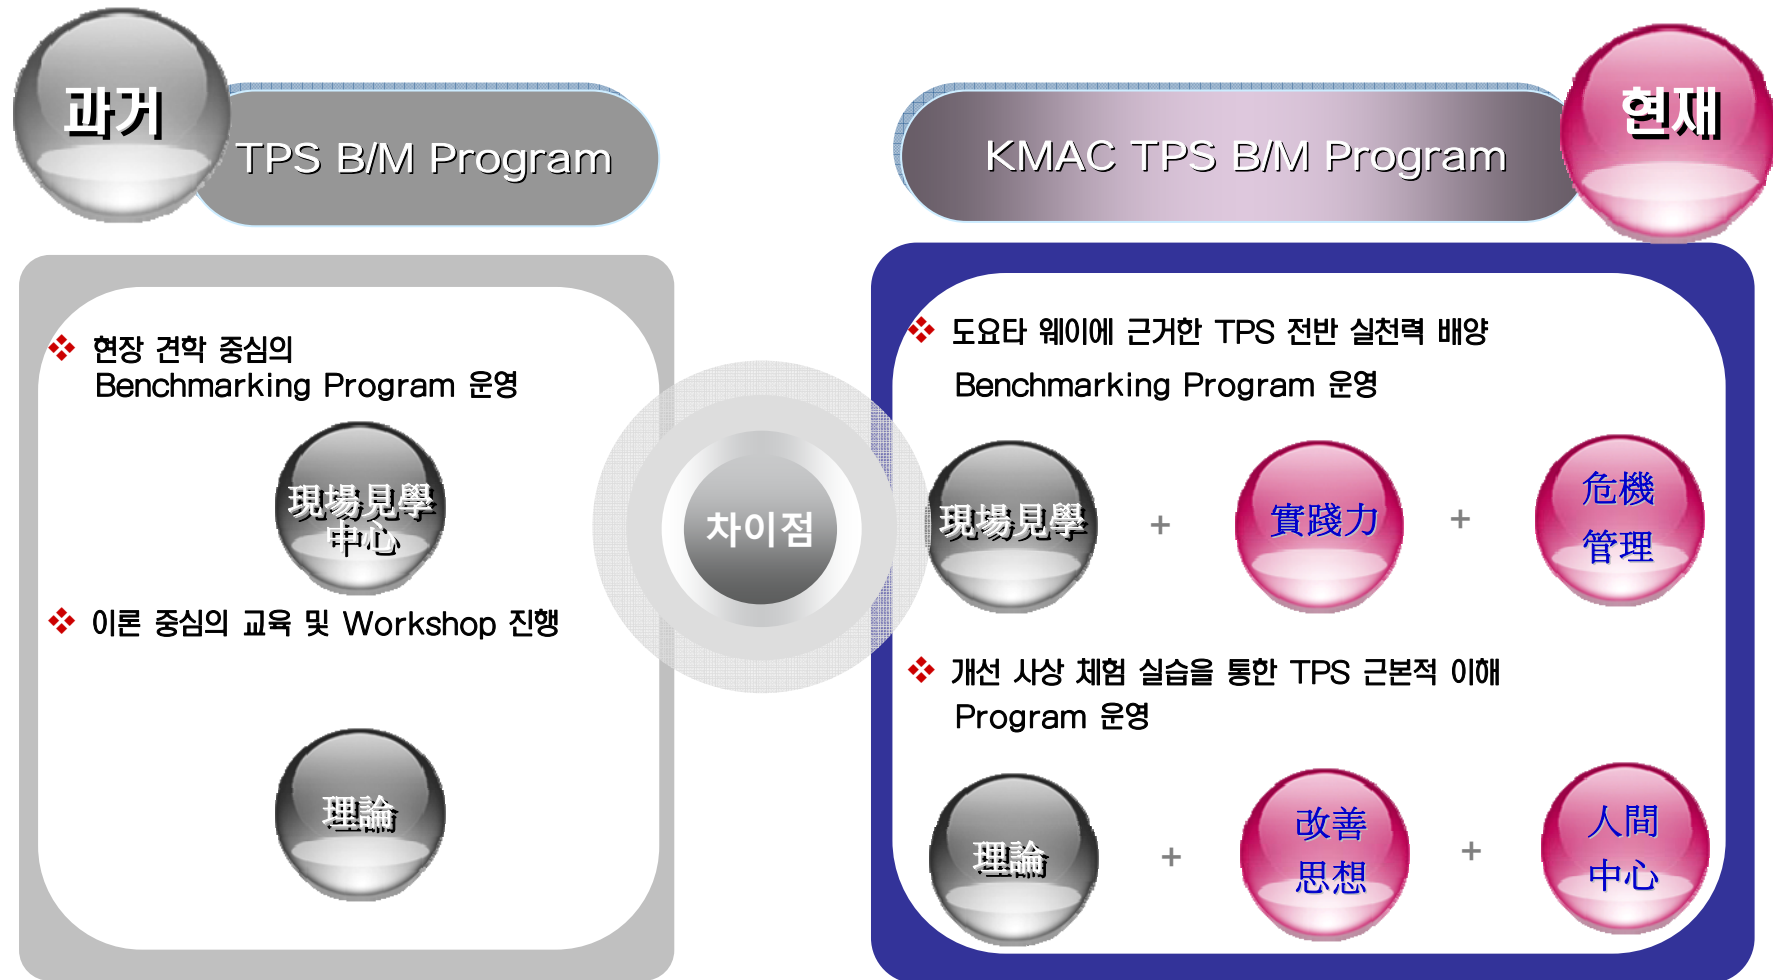 과거
TPS B/M Program
❖ 현장 견학 중심의
Benchmarking Program 운영
現場見學
中心
❖ 이론 중심의 교육 및 Workshop 진행
理論
차이점
현재
KMAC TPS B/M Program
❖ 도요타 웨이에 근거한 TPS 전반 실천력 배양
Benchmarking Program 운영
現場見學 + 實踐力 + 危機
管理
❖ 개선 사상 체험 실습을 통한 TPS 근본적 이해
Program 운영
理論 + 改善 + 人間
思想 中心